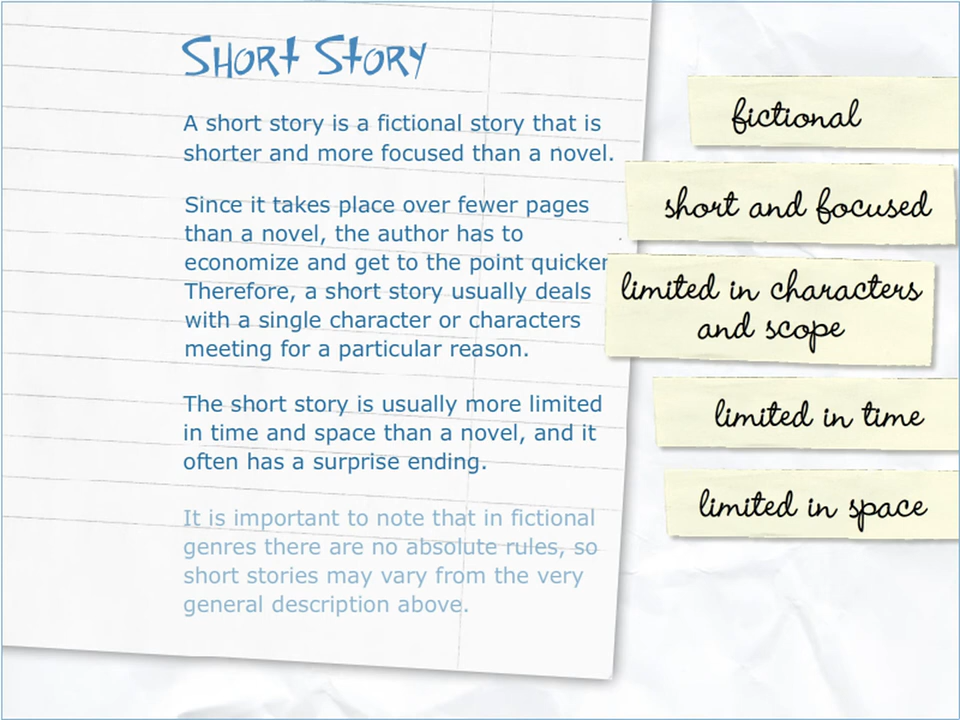 Short Story
A short story is a fictional story that is
shorter and more focused than a novel.
Since it takes place over fewer pages
than a novel, the author has to
economize and get to the point quicker
Therefore, a short story usually deals
with a single character or characters
meeting for a particular reason.
The short story is usually more limited
in time and space than a novel, and it
often has a surprise ending.
It is important to note that in fictional
genres there are no absolute rules, so
short stories may vary from the very
general description above.
fictional
short and focused
limited in characters
and scope
limited in time
limited in space